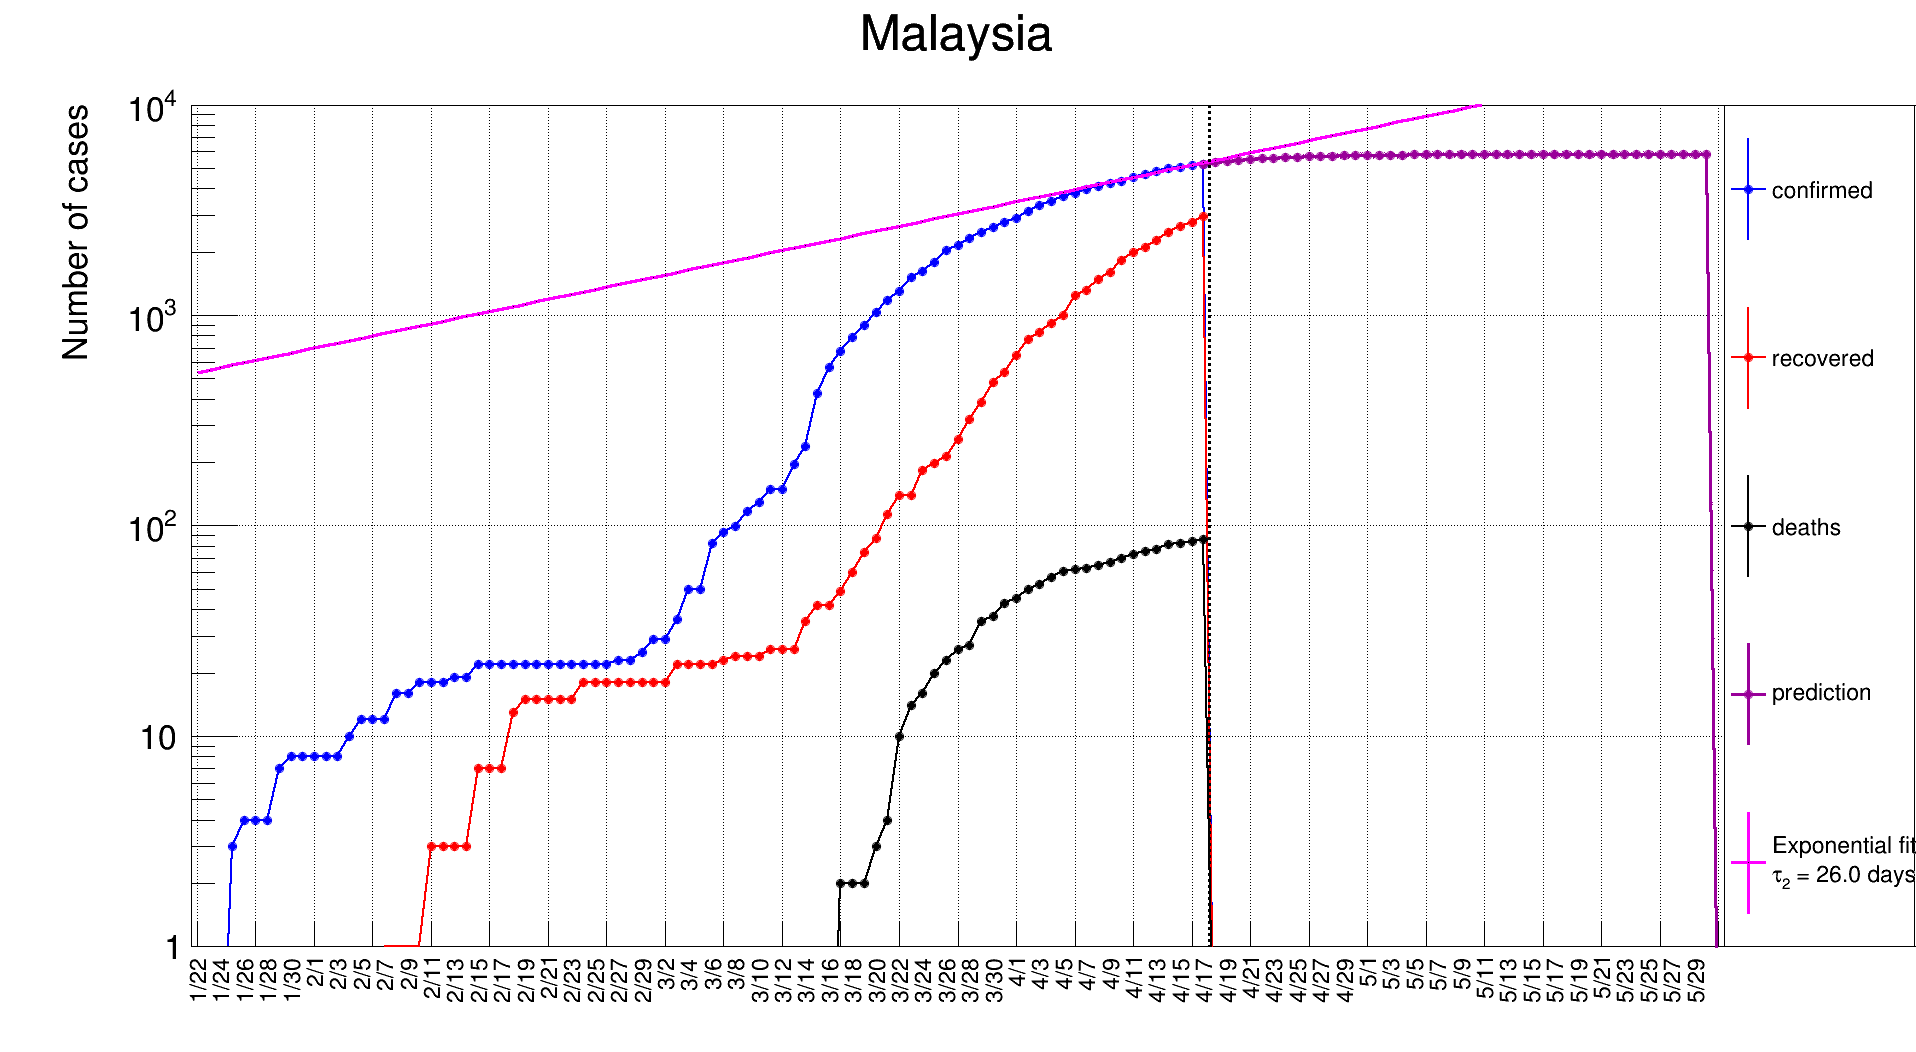 Malaysia
Number of cases
10⁴
10³
10²
10
1
1/22 1/24 1/26 1/28 1/30 2/1 2/3 2/5 2/7 2/9 2/11 2/13 2/15 2/17 2/19 2/21 2/23 2/25 2/27 2/29 3/2 3/4 3/6 3/8 3/10 3/12 3/14 3/16 3/18 3/20 3/22 3/24 3/26 3/28 3/30 4/1 4/3 4/5 4/7 4/9 4/11 4/13 4/15 4/17 4/19 4/21 4/23 4/25 4/27 4/29 5/1 5/3 5/5 5/7 5/9 5/11 5/13 5/15 5/17 5/19 5/21 5/23 5/25 5/27 5/29
confirmed
recovered
deaths
prediction
Exponential fit
τ₂ = 26.0 days